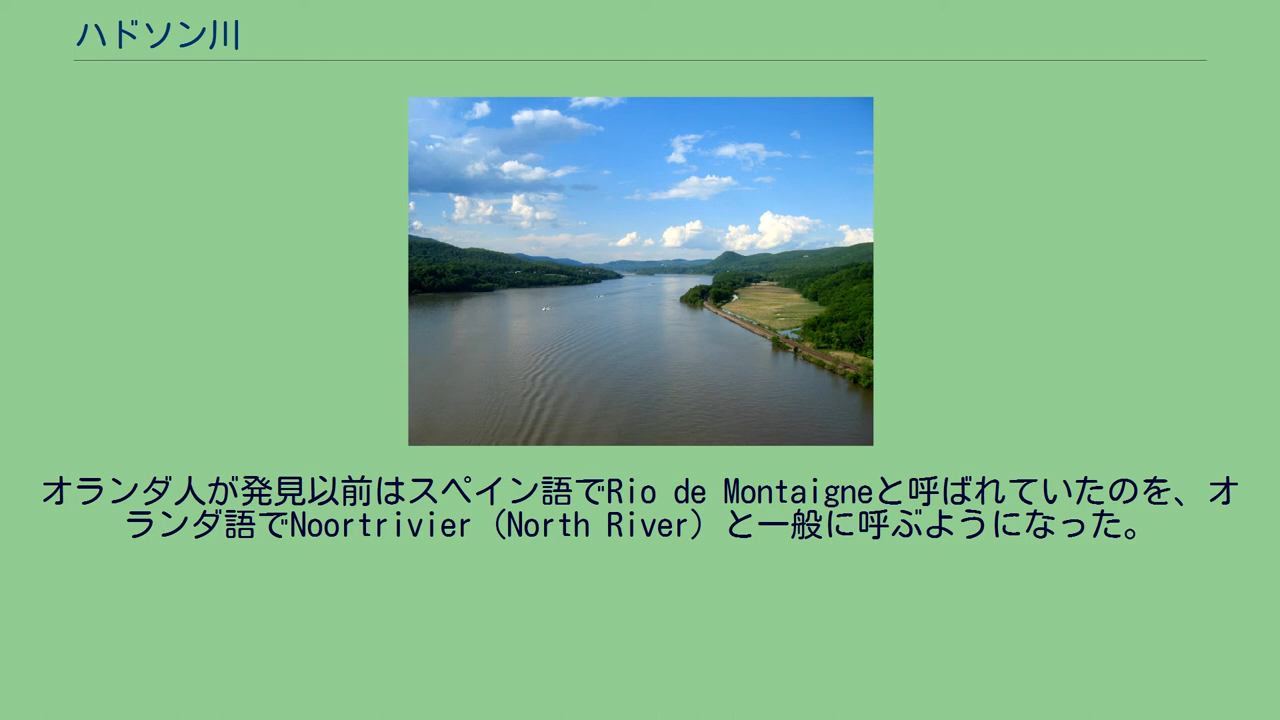 ハドソン川
オランダ人が発見以前はスペイン語でRio de Montaigneと呼ばれていたのを、オ
ランダ語でNoortrivier（North River）と一般に呼ぶようになった。